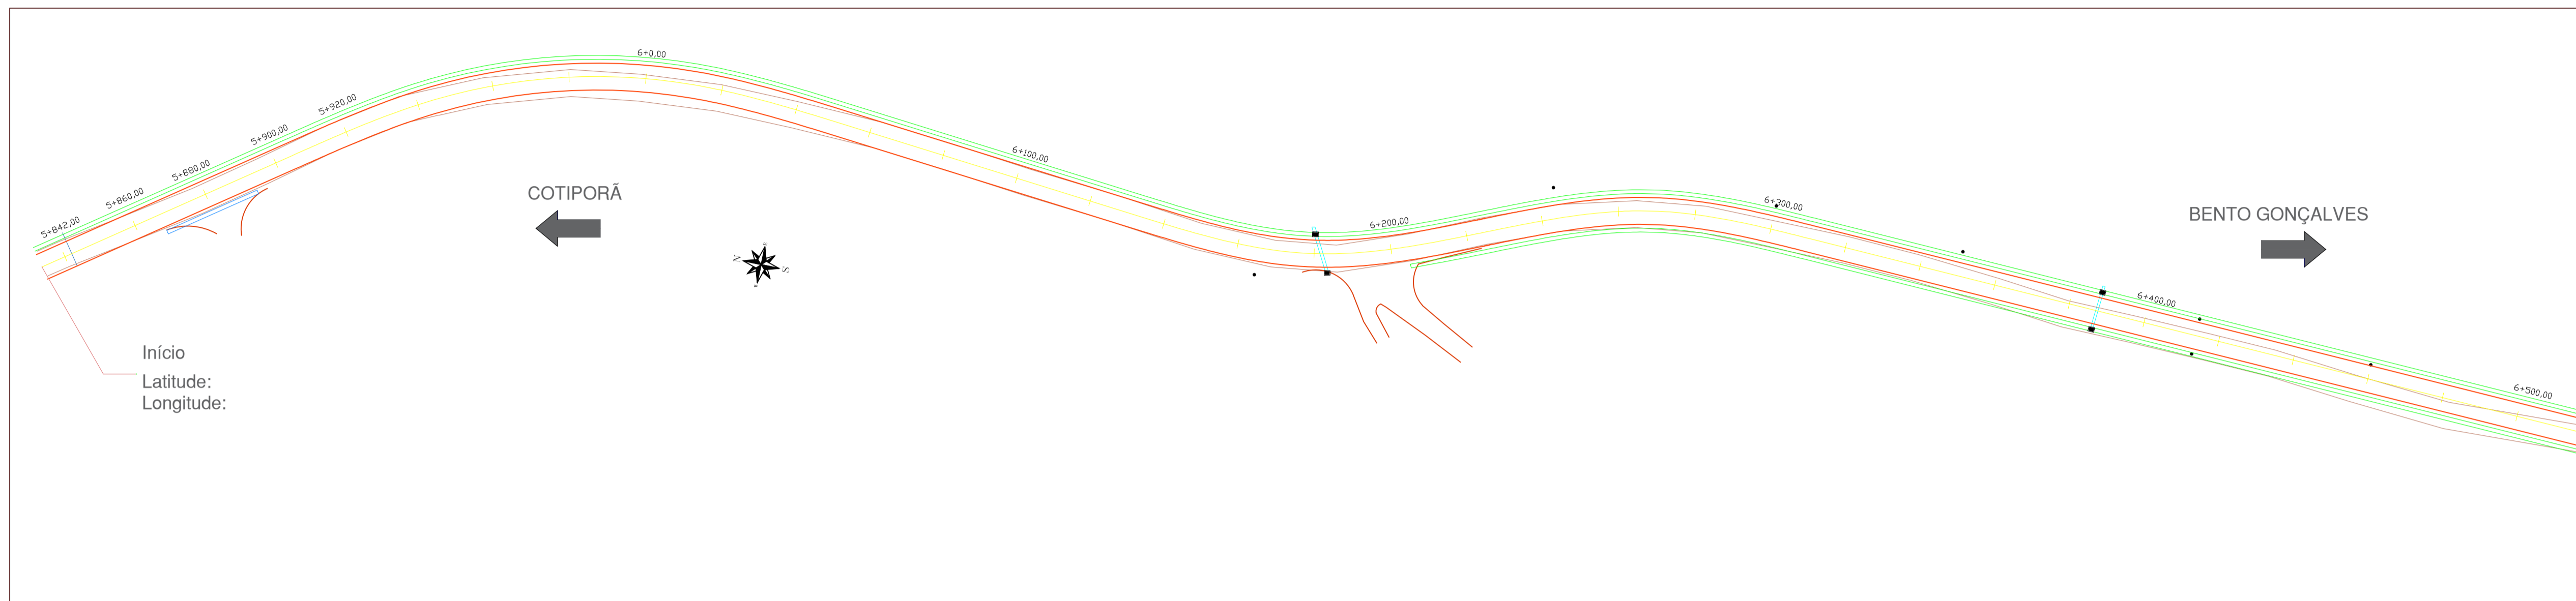 5+842,00
5+860,00
5+880,00
5+900,00
5+920,00
6+0,00
6+100,00
6+200,00
6+300,00
6+400,00
6+500,00
COTIPORÃ
BENTO GONÇALVES
N
S
Início
Latitude:
Longitude: